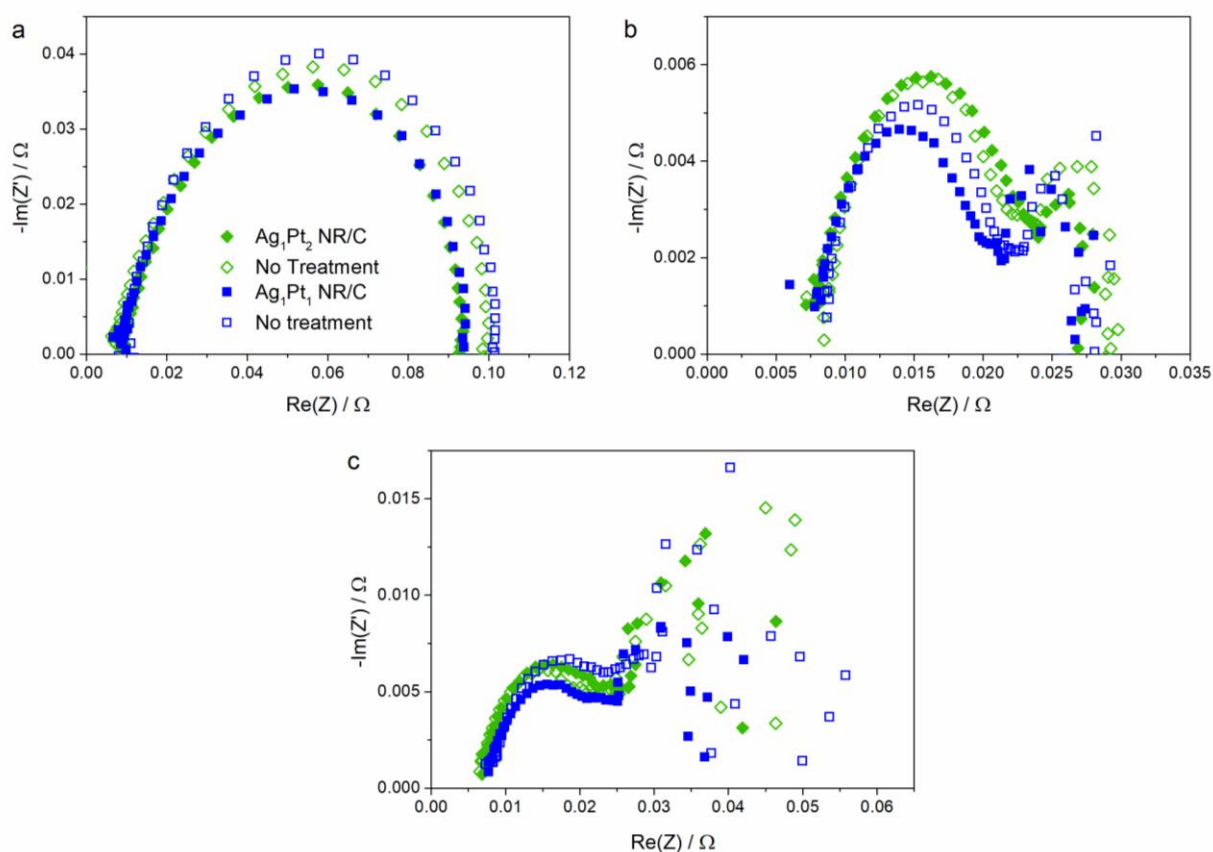 a
0.04
0.03
0.02
0.01
0.00
-Im(Z') / Ω
Ag₁Pt₂ NR/C
No Treatment
Ag₁Pt₁ NR/C
No treatment
0.00 0.02 0.04 0.06 0.08 0.10 0.12
Re(Z) / Ω
b
0.006
0.004
0.002
0.000
-Im(Z') / Ω
0.000 0.005 0.010 0.015 0.020 0.025 0.030 0.035
Re(Z) / Ω
c
0.015
0.010
0.005
0.000
-Im(Z') / Ω
0.00 0.01 0.02 0.03 0.04 0.05 0.06
Re(Z) / Ω